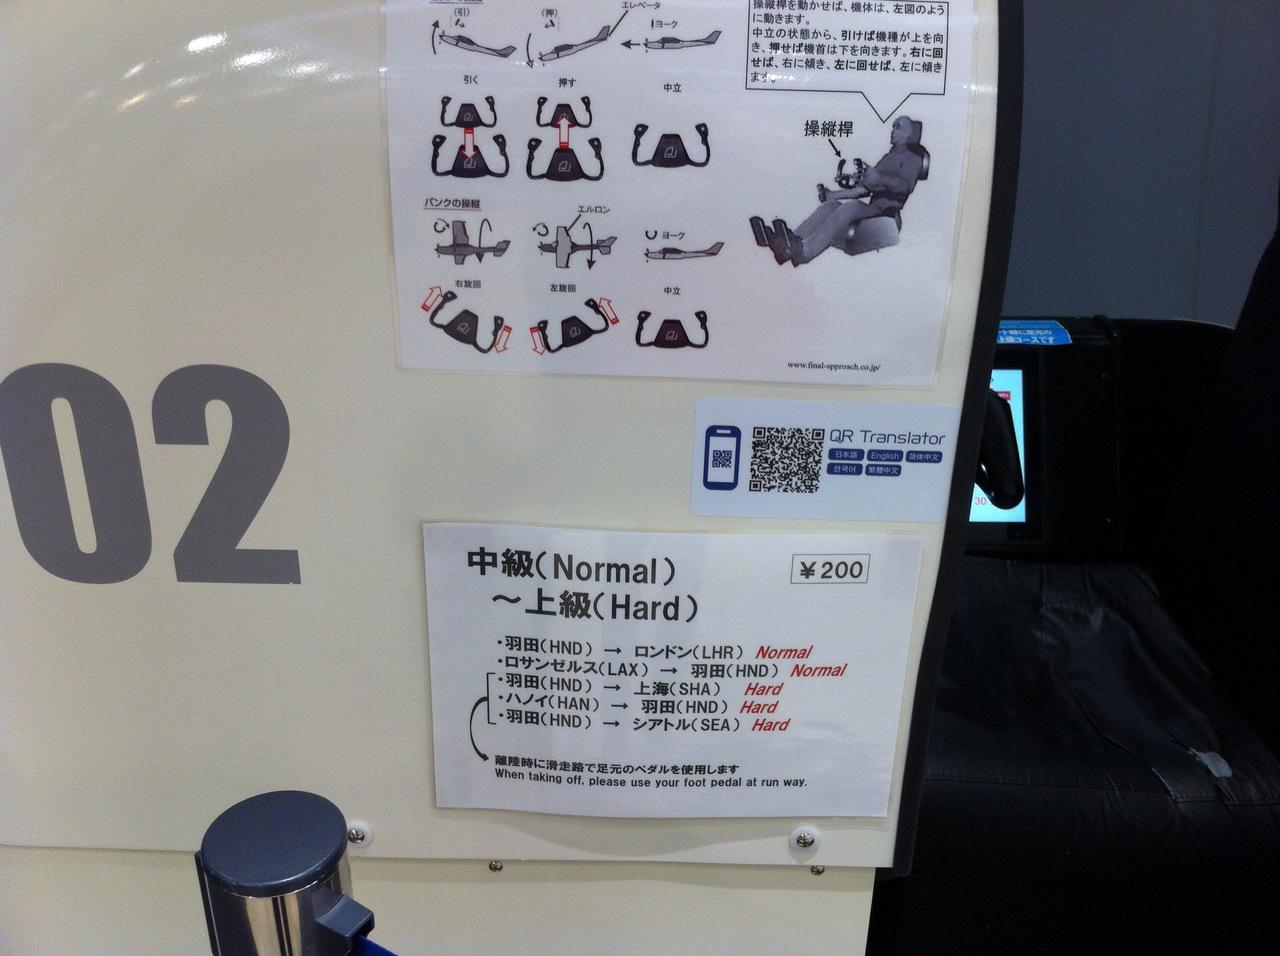 (引)
(押)
エレベータ
ヨーク
引く
押す
中立
操縦桿を動かせば、機体は、左図のよう
に動きます。
中立の状態から、引けば機種が上を向
き、押せば機首は下を向きます。右に回
せば、右に傾き、左に回せば、左に傾き
ます。
操縦桿
バンクの操縦
エルロン
ヨーク
右旋回
左旋回
中立
www.final-approach.co.jp/
02
QR Translator
日本語 English 简体中文
한국어 繁體中文
30
中級(Normal)
～上級(Hard)
¥200
・羽田(HND) → ロンドン(LHR) Normal
・ロサンゼルス(LAX) → 羽田(HND) Normal
・羽田(HND) → 上海(SHA) Hard
・ハノイ(HAN) → 羽田(HND) Hard
・羽田(HND) → シアトル(SEA) Hard
離陸時に滑走路で足元のペダルを使用します
When taking off, please use your foot pedal at run way.